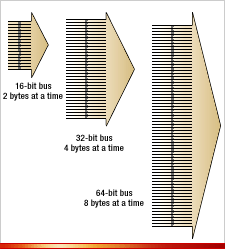 16-bit bus
2 bytes at a time
32-bit bus
4 bytes at a time
64-bit bus
8 bytes at a time